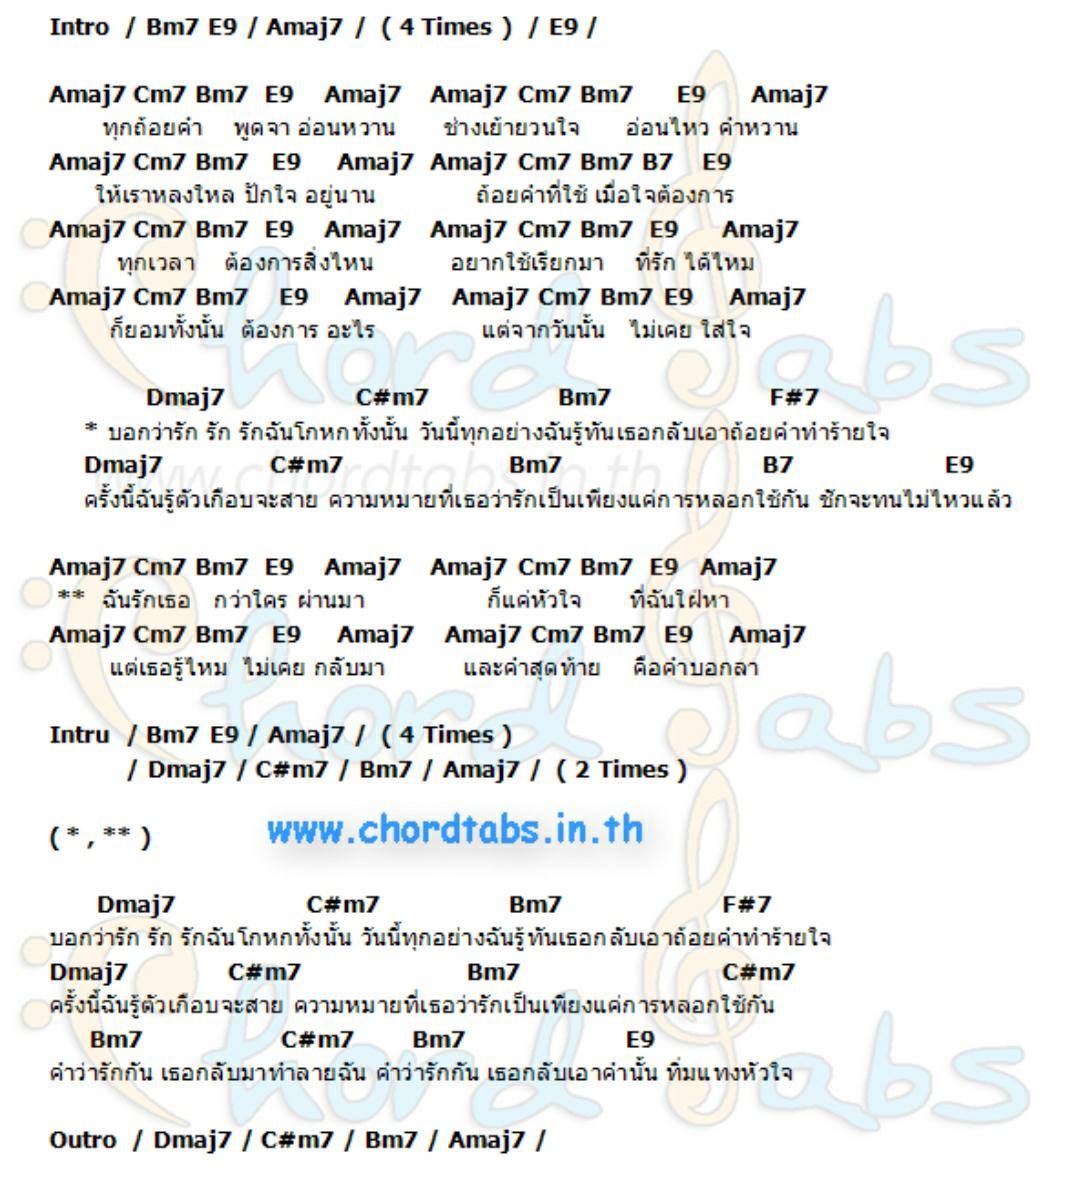 Intro / Bm7 E9 / Amaj7 / ( 4 Times ) / E9 /
Amaj7 Cm7 Bm7 E9 Amaj7 Amaj7 Cm7 Bm7 E9 Amaj7
ทุกถ้อยคำ พูดจา อ่อนหวาน ช่างเย้ายวนใจ อ่อนไหว คำหวาน
Amaj7 Cm7 Bm7 E9 Amaj7 Amaj7 Cm7 Bm7 B7 E9
ให้เราหลงใหล ปักใจ อยู่นาน ถ้อยคำที่ใช้ เมื่อใจต้องการ
Amaj7 Cm7 Bm7 E9 Amaj7 Amaj7 Cm7 Bm7 E9 Amaj7
ทุกเวลา ต้องการสิ่งไหน อยากใช้เรียกมา ที่รัก ได้ไหม
Amaj7 Cm7 Bm7 E9 Amaj7 Amaj7 Cm7 Bm7 E9 Amaj7
ก็ยอมทั้งนั้น ต้องการ อะไร แต่จากวันนั้น ไม่เคย ใส่ใจ
Dmaj7 C#m7 Bm7 F#7
* บอกว่ารัก รัก รักฉันโกหกทั้งนั้น วันนี้ทุกอย่างฉันรู้ทันเธอกลับเอาถ้อยคำทำร้ายใจ
Dmaj7 C#m7 Bm7 B7 E9
ครั้งนี้ฉันรู้ตัวเกือบจะสาย ความหมายที่เธอว่ารักเป็นเพียงแค่การหลอกใช้กัน ชักจะทนไม่ไหวแล้ว
Amaj7 Cm7 Bm7 E9 Amaj7 Amaj7 Cm7 Bm7 E9 Amaj7
** ฉันรักเธอ กว่าใคร ผ่านมา ก็แค่หัวใจ ที่ฉันใฝ่หา
Amaj7 Cm7 Bm7 E9 Amaj7 Amaj7 Cm7 Bm7 E9 Amaj7
แต่เธอรู้ไหม ไม่เคย กลับมา และคำสุดท้าย คือคำบอกลา
Intru / Bm7 E9 / Amaj7 / ( 4 Times )
/ Dmaj7 / C#m7 / Bm7 / Amaj7 / ( 2 Times )
( * , ** ) www.chordtabs.in.th
Dmaj7 C#m7 Bm7 F#7
บอกว่ารัก รัก รักฉันโกหกทั้งนั้น วันนี้ทุกอย่างฉันรู้ทันเธอกลับเอาถ้อยคำทำร้ายใจ
Dmaj7 C#m7 Bm7 C#m7
ครั้งนี้ฉันรู้ตัวเกือบจะสาย ความหมายที่เธอว่ารักเป็นเพียงแค่การหลอกใช้กัน
Bm7 C#m7 Bm7 E9
คำว่ารักกัน เธอกลับมาทำลายฉัน คำว่ารักกัน เธอกลับเอาคำนั้น ทิ่มแทงหัวใจ
Outro / Dmaj7 / C#m7 / Bm7 / Amaj7 /